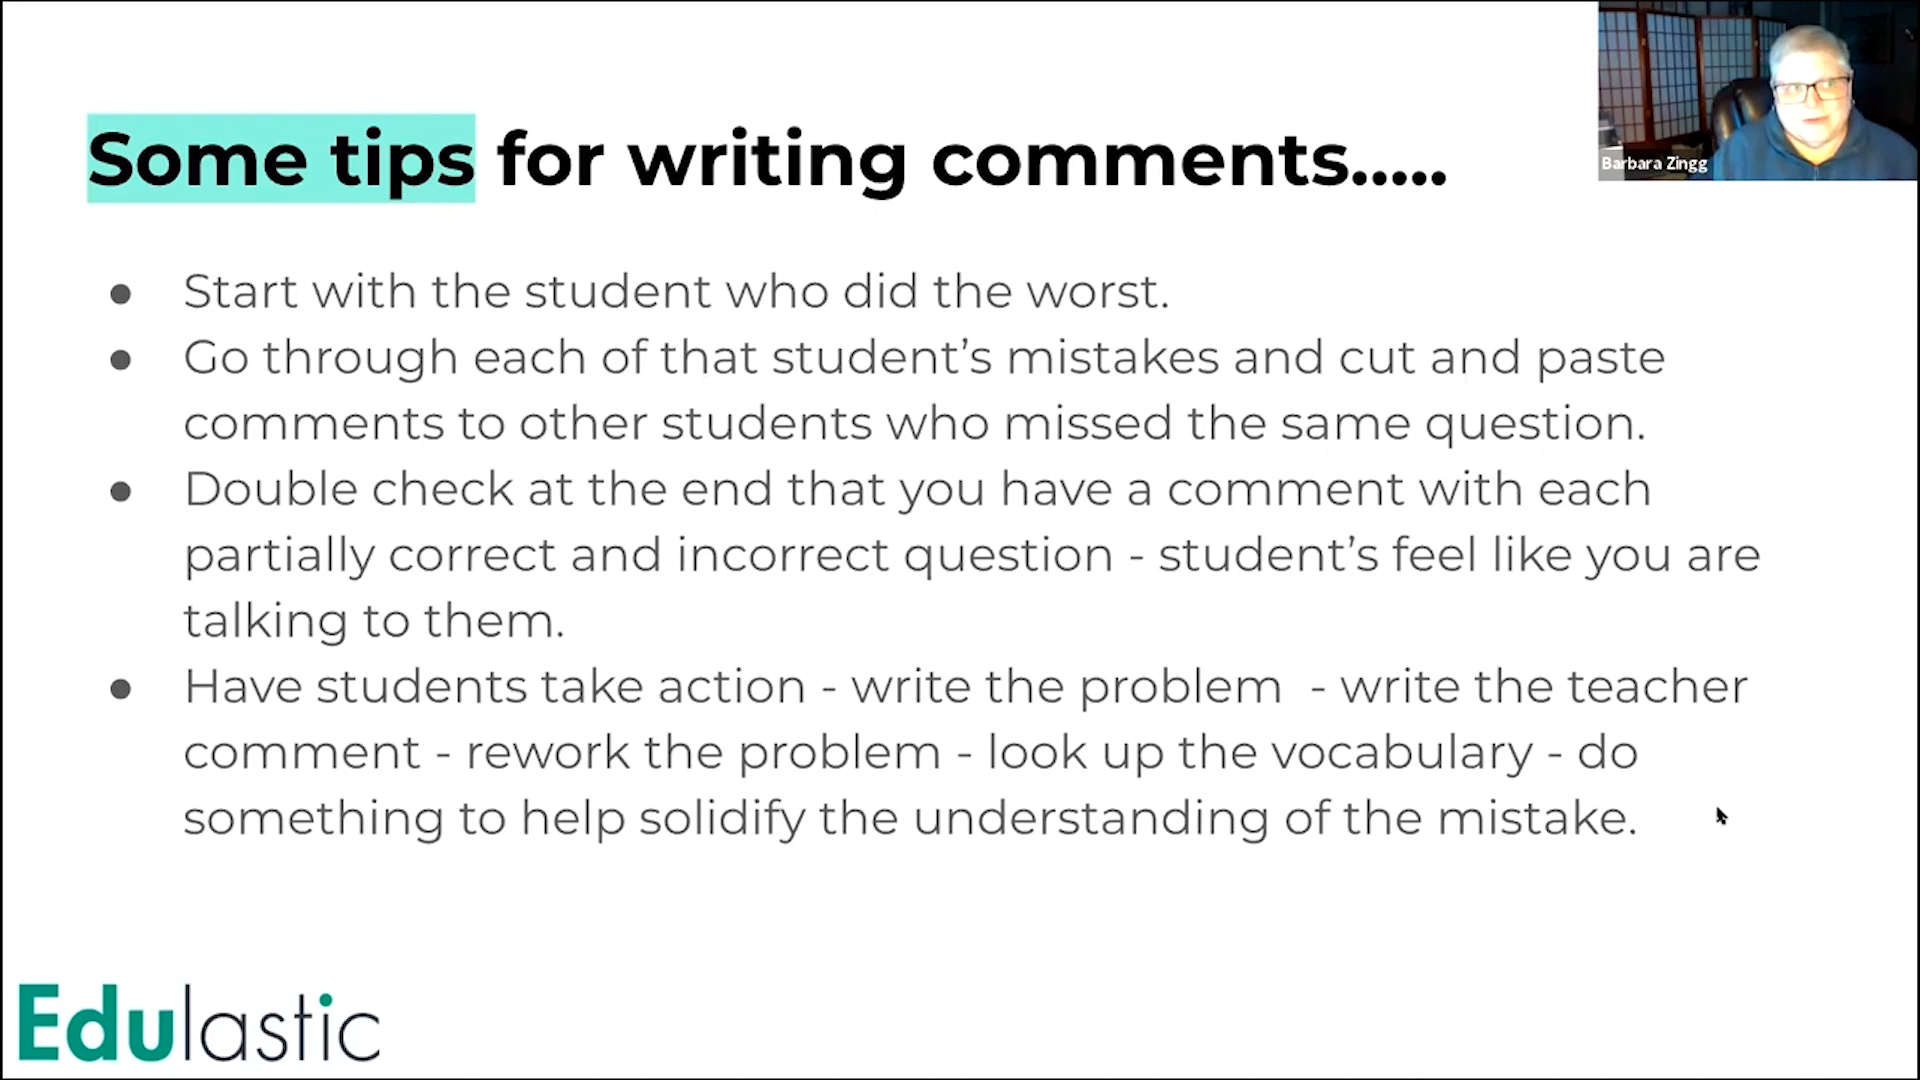 Some tips for writing comments.....
Barbara Zingg
● Start with the student who did the worst.
● Go through each of that student’s mistakes and cut and paste
comments to other students who missed the same question.
● Double check at the end that you have a comment with each
partially correct and incorrect question - student’s feel like you are
talking to them.
● Have students take action - write the problem  - write the teacher
comment - rework the problem - look up the vocabulary - do
something to help solidify the understanding of the mistake.
Edulastic